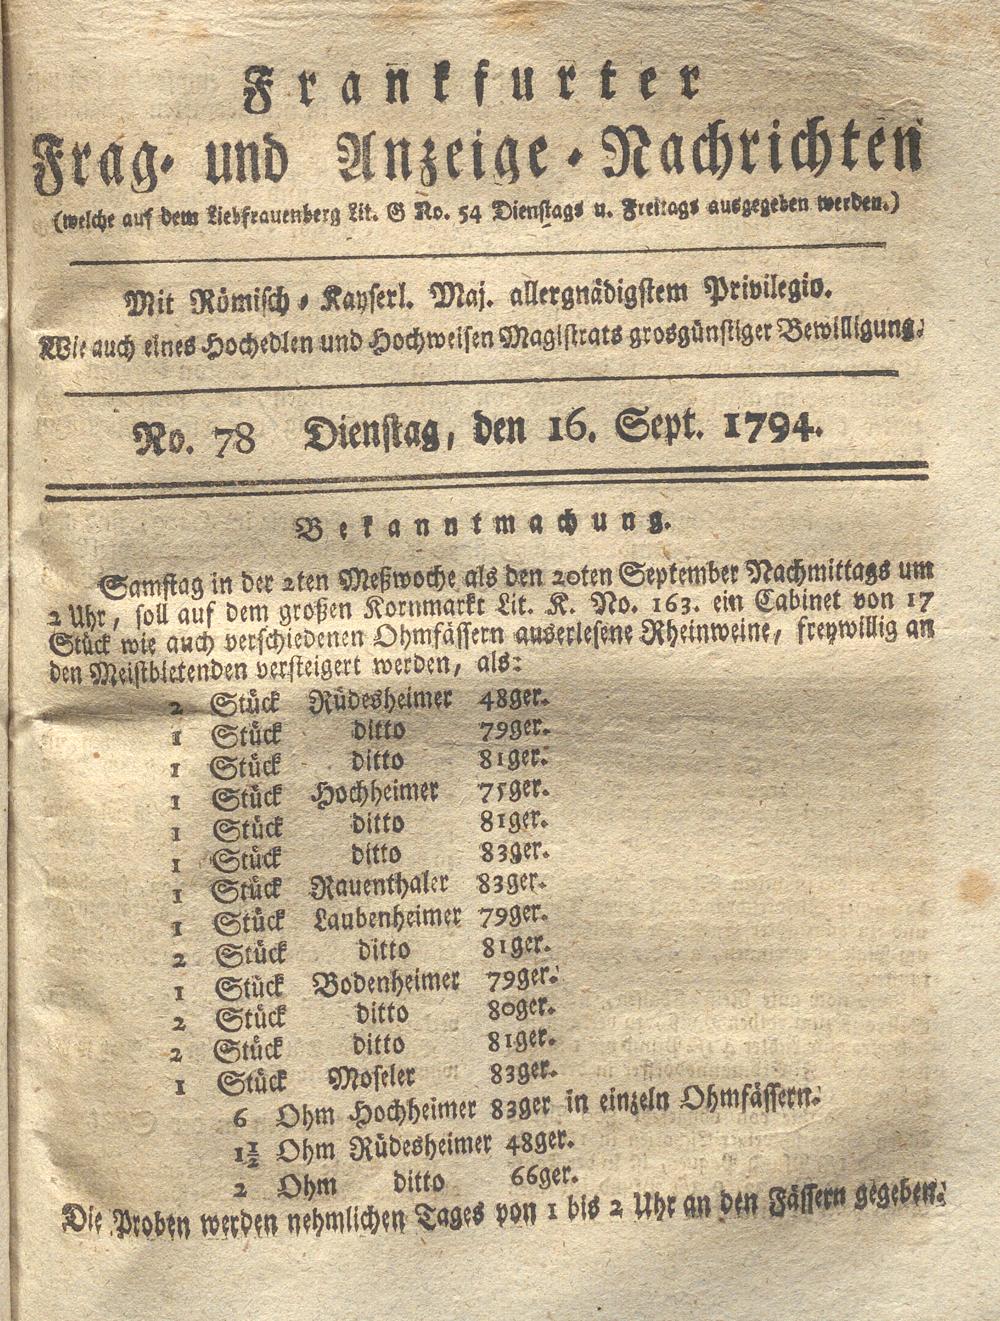 Frankfurter
Frag- und Anzeige-Nachrichten
(welche auf dem Liebfrauenberg Lit. G No. 54 Dienstags u. Freitags ausgegeben werden.)
Mit Römisch-Kayserl. Maj. allergnädigstem Privilegio.
Wie auch eines Hochedlen und Hochweisen Magistrats grosgünstiger Bewilligung.
No. 78 Dienstag, den 16. Sept. 1794.
Bekanntmachung.
Samstag in der 2ten Meßwoche als den 20ten September Nachmittags um
2 Uhr, soll auf dem großen Kornmarkt Lit. K. No. 163. ein Cabinet von 17
Stück wie auch verschiedenen Ohmfässern auserlesene Rheinweine, freywillig an
den Meistbietenden versteigert werden, als:
2 Stück Rüdesheimer 48ger.
1 Stück ditto 79ger.
1 Stück ditto 81ger.
1 Stück Hochheimer 75ger.
1 Stück ditto 81ger.
1 Stück ditto 83ger.
1 Stück Rauenthaler 83ger.
1 Stück Laubenheimer 79ger.
2 Stück ditto 81ger.
1 Stück Bodenheimer 79ger.
2 Stück ditto 80ger.
2 Stück ditto 81ger.
1 Stück Moseler 83ger.
6 Ohm Hochheimer 83ger in einzeln Ohmfässern.
1½ Ohm Rüdesheimer 48ger.
2 Ohm ditto 66ger.
Die Proben werden nehmlichen Tages von 1 bis 2 Uhr an den Fässern gegeben.